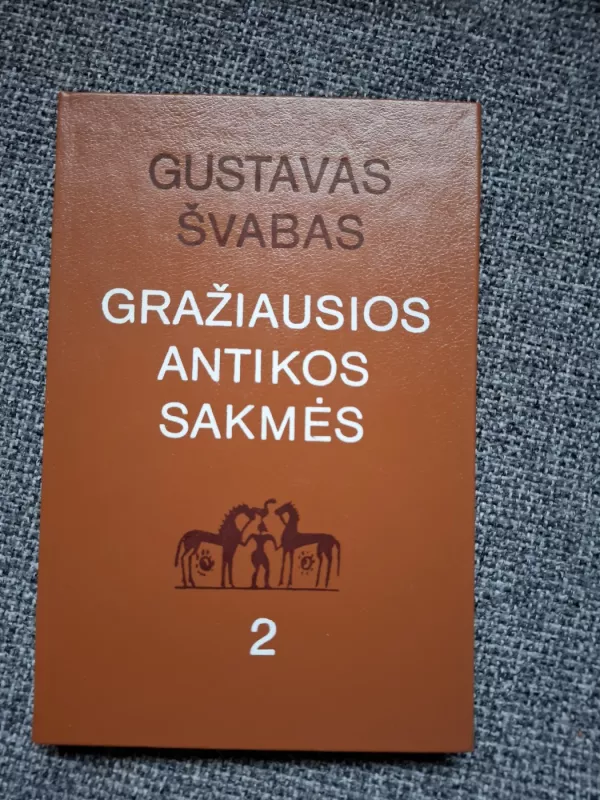 GUSTAVAS
ŠVABAS
GRAŽIAUSIOS
ANTIKOS
SAKMĖS
2